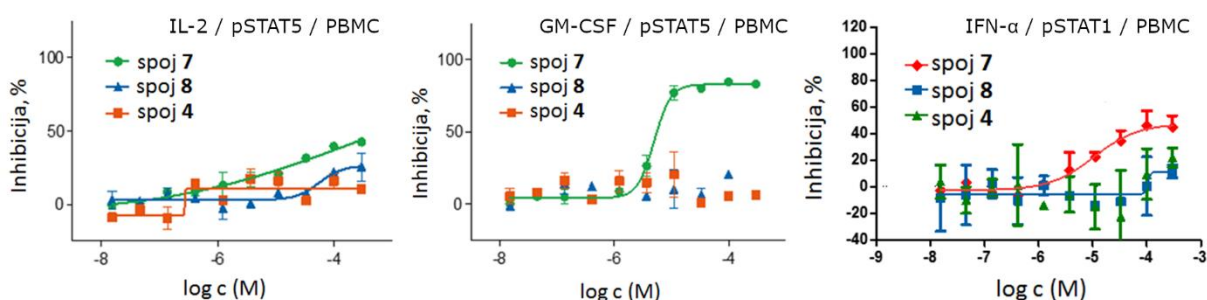 IL-2 / pSTAT5 / PBMC
100
50
0
Inhibicija, %
spoj 7
spoj 8
spoj 4
-8
-6
-4
log c (M)
GM-CSF / pSTAT5 / PBMC
100
50
0
Inhibicija, %
spoj 7
spoj 8
spoj 4
-8
-6
-4
log c (M)
IFN-α / pSTAT1 / PBMC
120
100
80
60
40
20
0
-20
-40
Inhibicija, %
spoj 7
spoj 8
spoj 4
-9
-8
-7
-6
-5
-4
-3
log c (M)